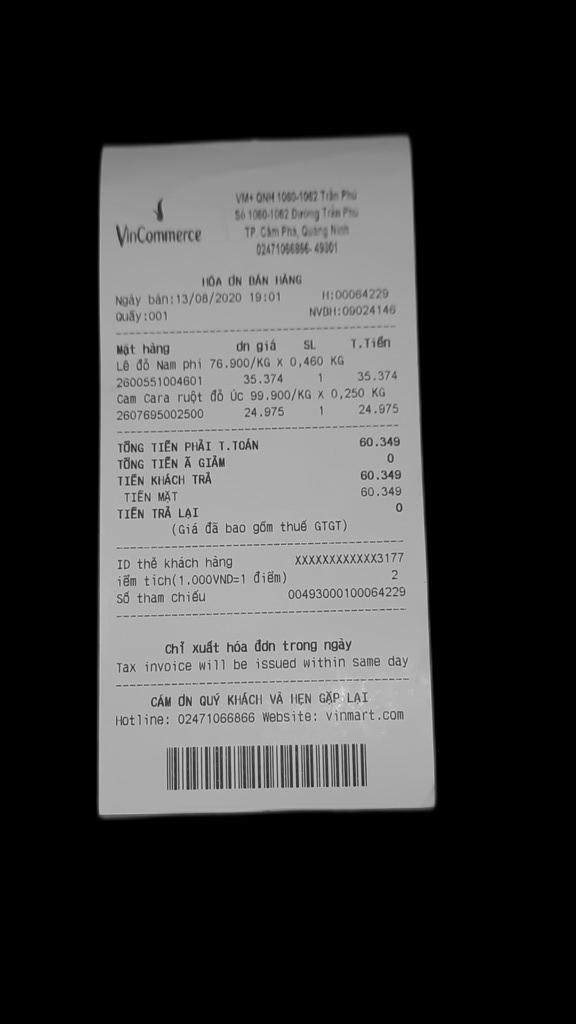 VinCommerce
VM+ QNH 1060-1062 Trần Phú
Số 1060-1062 Đường Trần Phú
TP. Cẩm Phả, Quảng Ninh
02471066866- 49301
HÓA ƠN BÁN HÀNG
Ngày bán:13/08/2020 19:01 H:00064229
Quầy:001 NVBH:09024146
Mặt hàng ơn giá SL T.Tiền
Lê đỏ Nam phi 76.900/KG X 0,460 KG
2600551004601 35.374 1 35.374
Cam Cara ruột đỏ Úc 99.900/KG X 0,250 KG
2607695002500 24.975 1 24.975
TỔNG TIỀN PHẢI T.TOÁN 60.349
TỔNG TIỀN Ã GIẢM 0
TIỀN KHÁCH TRẢ 60.349
TIỀN MẶT 60.349
TIỀN TRẢ LẠI 0
(Giá đã bao gồm thuế GTGT)
ID thẻ khách hàng XXXXXXXXXXXX3177
iểm tích(1.000VND=1 điểm) 2
Số tham chiếu 00493000100064229
Chỉ xuất hóa đơn trong ngày
Tax invoice will be issued within same day
CẢM ƠN QUÝ KHÁCH VÀ HẸN GẶP LẠI
Hotline: 02471066866 Website: vinmart.com